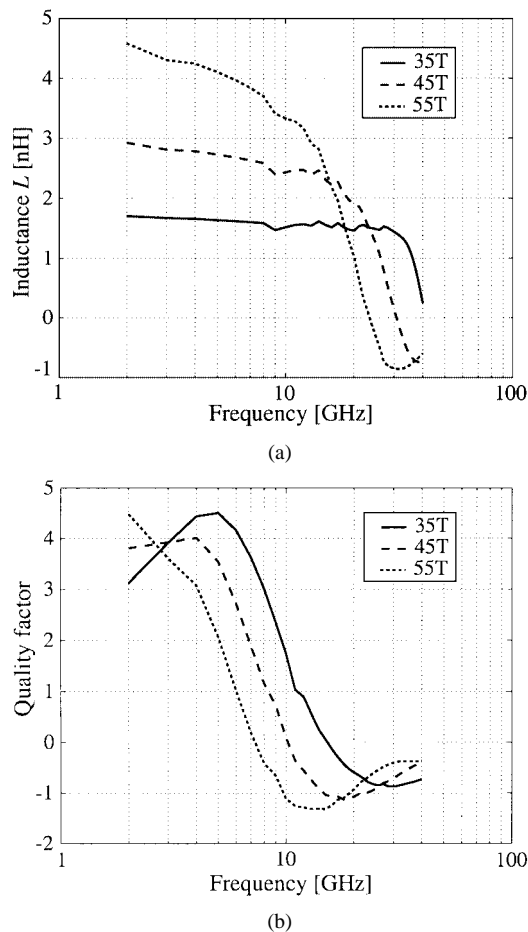 5
4
3
2
1
0
-1
Inductance L [nH]
35T
45T
55T
1
10
100
Frequency [GHz]
(a)
5
4
3
2
1
0
-1
-2
Quality factor
35T
45T
55T
1
10
100
Frequency [GHz]
(b)